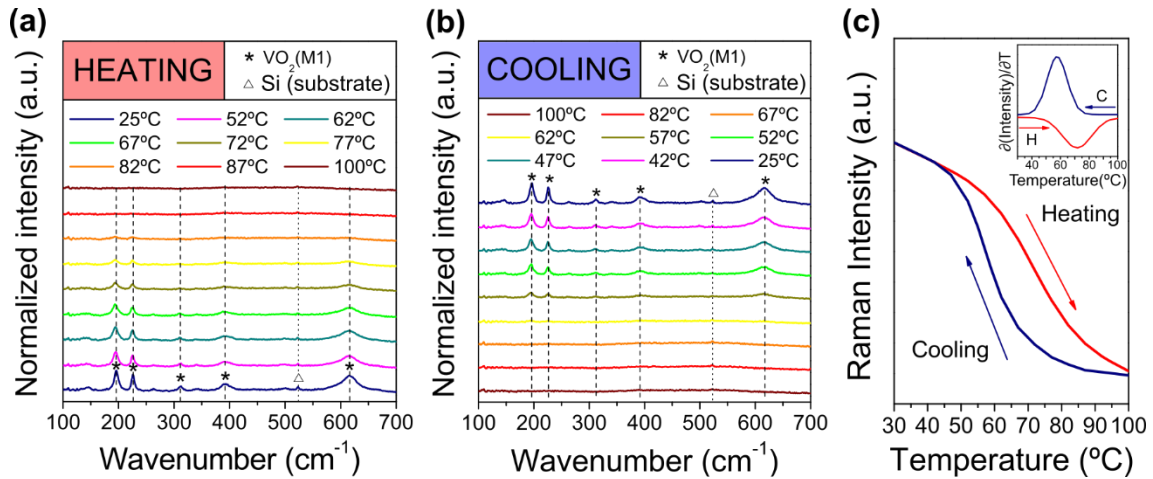 (a)
HEATING
* VO2(M1)
△ Si (substrate)
25ºC 52ºC 62ºC
67ºC 72ºC 77ºC
82ºC 87ºC 100ºC
Normalized intensity (a.u.)
* * * * △ *
100 200 300 400 500 600 700
Wavenumber (cm-1)
(b)
COOLING
* VO2(M1)
△ Si (substrate)
100ºC 82ºC 67ºC
62ºC 57ºC 52ºC
47ºC 42ºC 25ºC
Normalized intensity (a.u.)
* * * * △ *
100 200 300 400 500 600 700
Wavenumber (cm-1)
(c)
Raman Intensity (a.u.)
∂(Intensity)/∂T
C
H
40 60 80 100
Temperature(ºC)
Heating
Cooling
30 40 50 60 70 80 90 100
Temperature (ºC)